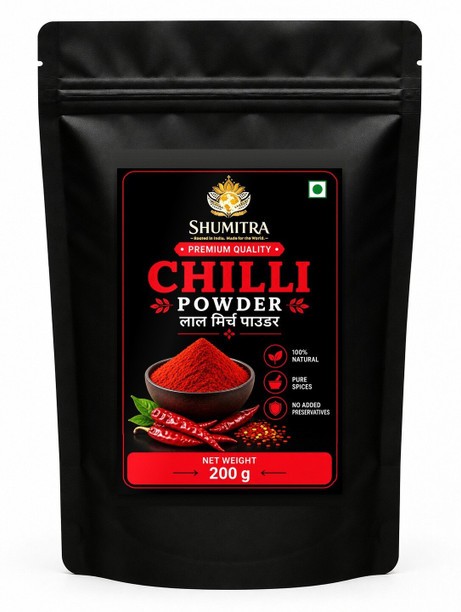 SHUMITRA
Rooted in India, Made for the World.
• PREMIUM QUALITY •
CHILLI
POWDER
लाल मिर्च पाउडर
100%
NATURAL
PURE
SPICES
NO ADDED
PRESERVATIVES
NET WEIGHT
200 g